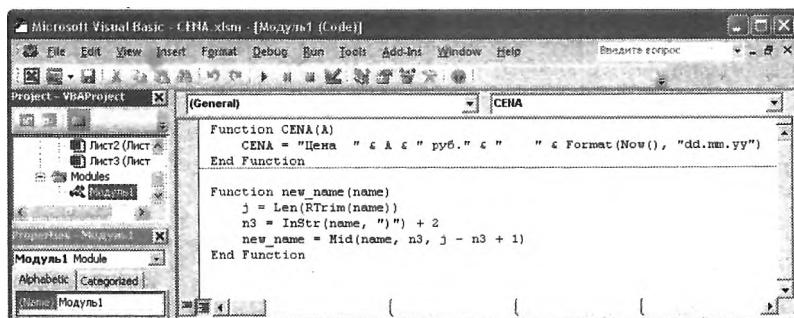 Microsoft Visual Basic - CENA.xlsm - [Модуль1 (Code)]
File Edit View Insert Format Debug Run Tools Add-Ins Window Help Введите вопрос
Project - VBAProject
(General) CENA
Лист2 (Лист
Лист3 (Лист
Modules
Модуль1
Properties - Модуль1
Модуль1 Module
Alphabetic Categorized
(Name) Модуль1
Function CENA(A)
CENA = "Цена " & A & " руб." & " " & Format(Now(), "dd.mm.yy")
End Function
Function new_name(name)
j = Len(RTrim(name))
n3 = InStr(name, ")") + 2
new_name = Mid(name, n3, j - n3 + 1)
End Function